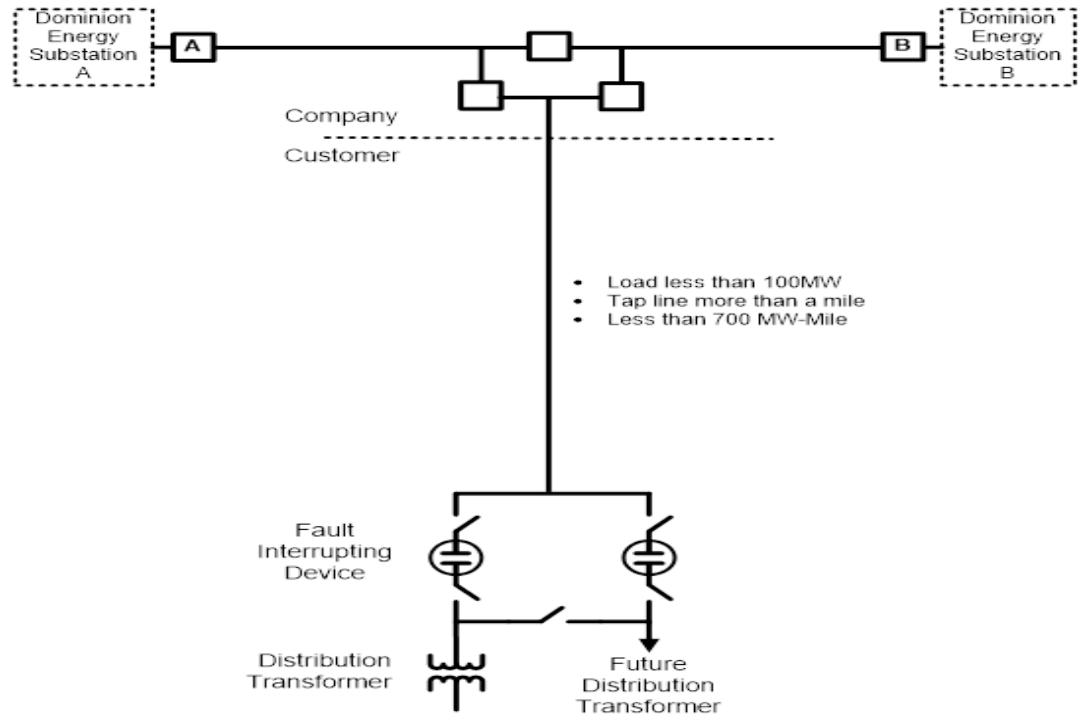 Dominion
Energy
Substation
A
A
B
Dominion
Energy
Substation
B
Company
Customer
• Load less than 100MW
• Tap line more than a mile
• Less than 700 MW-Mile
Fault
Interrupting
Device
Distribution
Transformer
Future
Distribution
Transformer